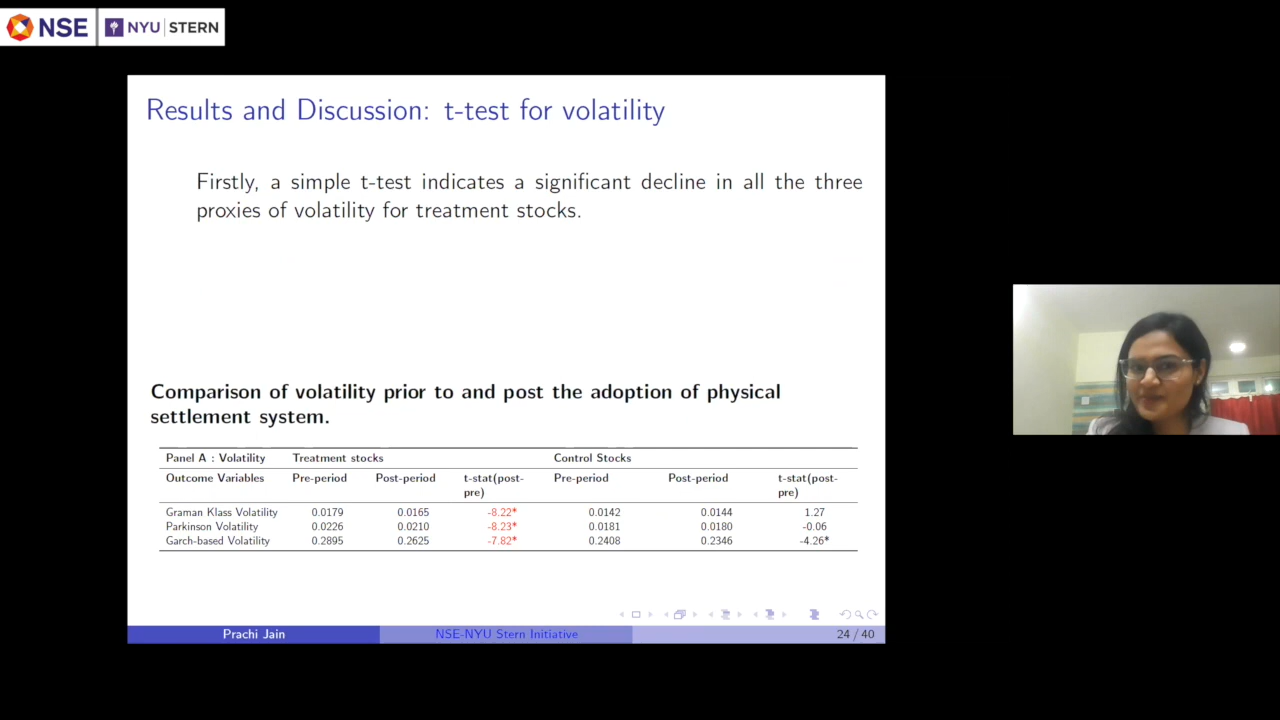 NSE NYU STERN
Results and Discussion: t-test for volatility
Firstly, a simple t-test indicates a significant decline in all the three
proxies of volatility for treatment stocks.
Comparison of volatility prior to and post the adoption of physical
settlement system.
Panel A : Volatility Treatment stocks Control Stocks
Outcome Variables Pre-period Post-period t-stat(post-pre) Pre-period Post-period t-stat(post-pre)
Graman Klass Volatility 0.0179 0.0165 -8.22* 0.0142 0.0144 1.27
Parkinson Volatility 0.0226 0.0210 -8.23* 0.0181 0.0180 -0.06
Garch-based Volatility 0.2895 0.2625 -7.82* 0.2408 0.2346 -4.26*
Prachi Jain NSE-NYU Stern Initiative 24 / 40